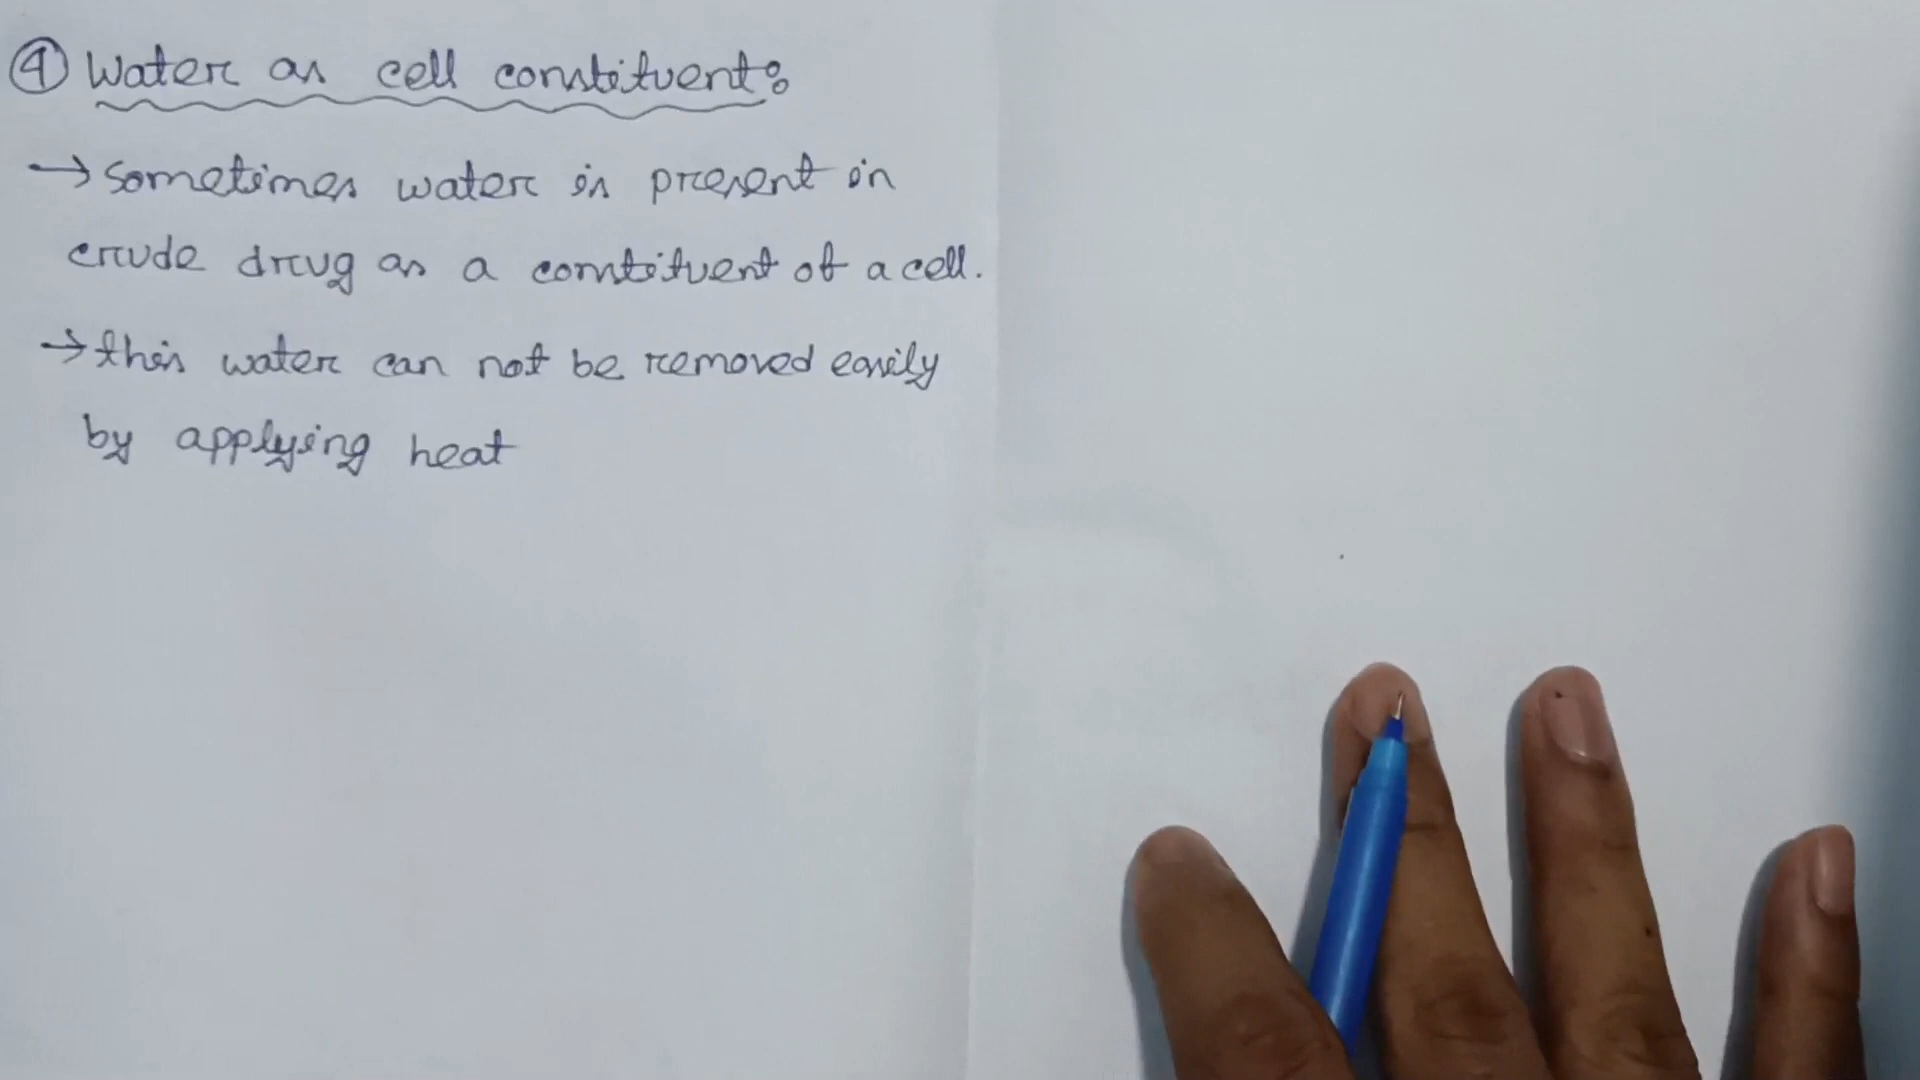 ④ Water as cell constituent:
→ Sometimes water is present in
crude drug as a constituent of a cell.
→ this water can not be removed easily
by applying heat